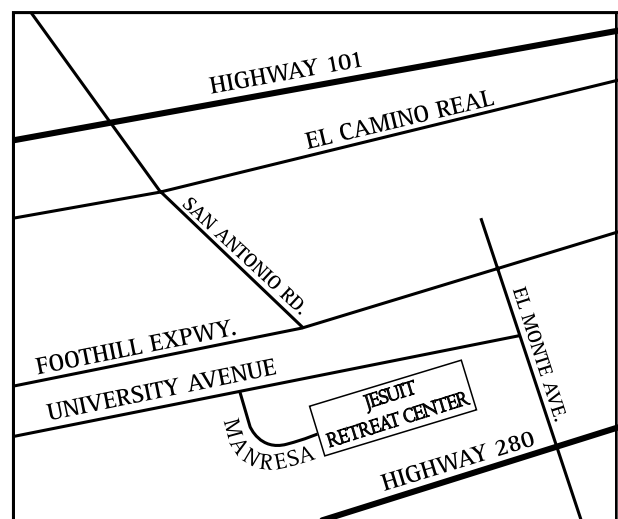 HIGHWAY 101
EL CAMINO REAL
SAN ANTONIO RD.
FOOTHILL EXPWY.
EL MONTE AVE.
UNIVERSITY AVENUE
JESUIT
RETREAT CENTER
MANRESA
HIGHWAY 280